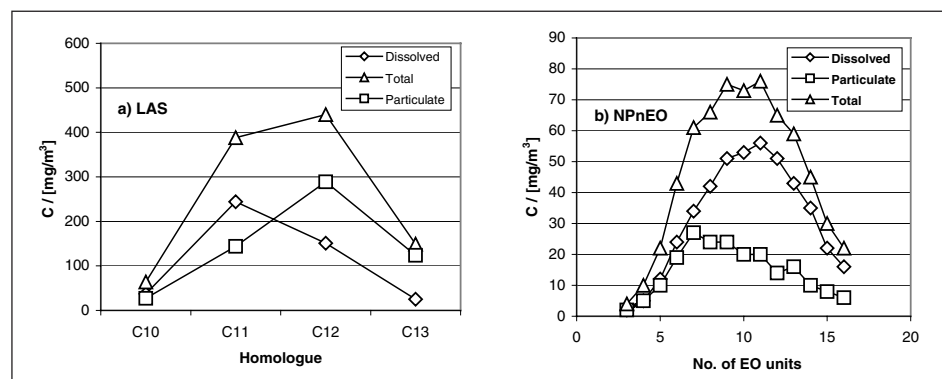 600
500
400
300
200
100
0
C / [mg/m³]
a) LAS
Dissolved
Total
Particulate
C10 C11 C12 C13
Homologue
90
80
70
60
50
40
30
20
10
0
C / [mg/m³]
b) NPnEO
Dissolved
Particulate
Total
0 5 10 15 20
No. of EO units